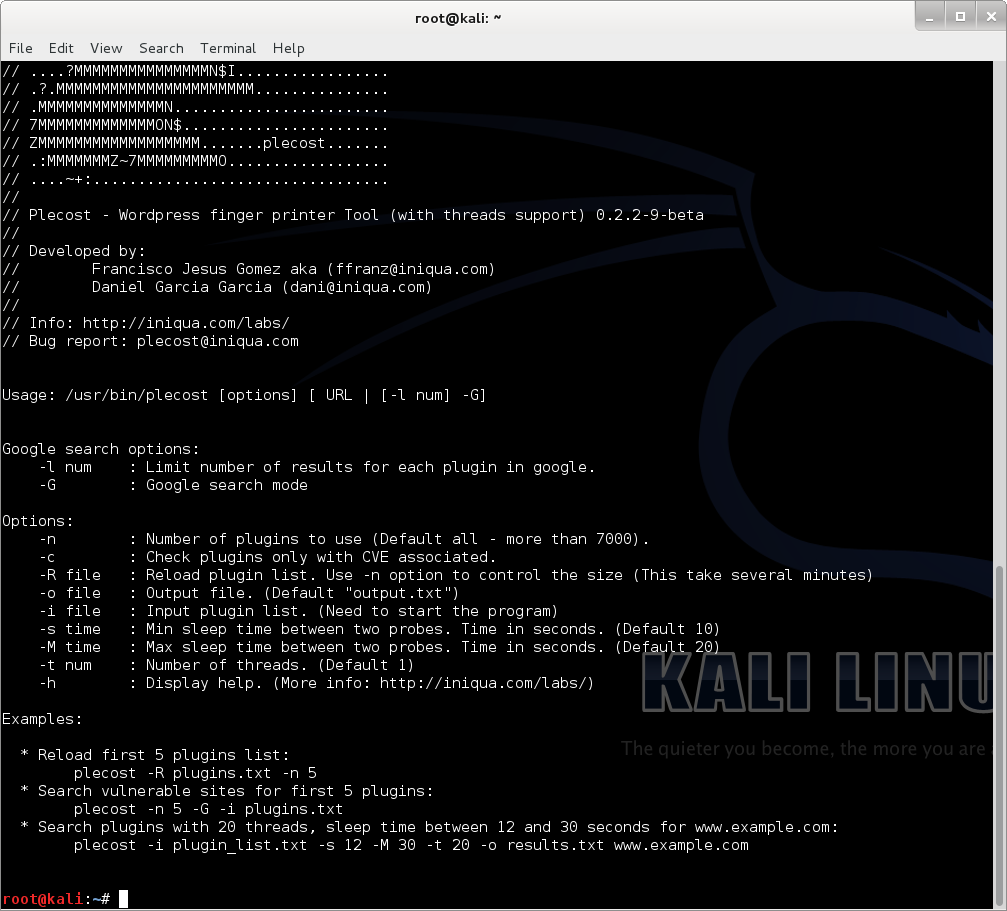 root@kali: ~
File Edit View Search Terminal Help
// ....?MMMMMMMMMMMMMMMN$I.................
// .?.MMMMMMMMMMMMMMMMMMMMMM...............
// .MMMMMMMMMMMMMMN........................
// 7MMMMMMMMMMMMMON$.......................
// ZMMMMMMMMMMMMMMMMMM.......plecost.......
// .:MMMMMMMZ~7MMMMMMMMMO..................
// ....~+:.................................
//
// Plecost - Wordpress finger printer Tool (with threads support) 0.2.2-9-beta
//
// Developed by:
//        Francisco Jesus Gomez aka (ffranz@iniqua.com)
//        Daniel Garcia Garcia (dani@iniqua.com)
//
// Info: http://iniqua.com/labs/
// Bug report: plecost@iniqua.com
Usage: /usr/bin/plecost [options] [ URL | [-l num] -G]
Google search options:
    -l num    : Limit number of results for each plugin in google.
    -G        : Google search mode
Options:
    -n        : Number of plugins to use (Default all - more than 7000).
    -c        : Check plugins only with CVE associated.
    -R file   : Reload plugin list. Use -n option to control the size (This take several minutes)
    -o file   : Output file. (Default "output.txt")
    -i file   : Input plugin list. (Need to start the program)
    -s time   : Min sleep time between two probes. Time in seconds. (Default 10)
    -M time   : Max sleep time between two probes. Time in seconds. (Default 20)
    -t num    : Number of threads. (Default 1)
    -h        : Display help. (More info: http://iniqua.com/labs/)
KALI LINU
The quieter you become, the more you are a
Examples:
  * Reload first 5 plugins list:
        plecost -R plugins.txt -n 5
  * Search vulnerable sites for first 5 plugins:
        plecost -n 5 -G -i plugins.txt
  * Search plugins with 20 threads, sleep time between 12 and 30 seconds for www.example.com:
        plecost -i plugin_list.txt -s 12 -M 30 -t 20 -o results.txt www.example.com
root@kali:~#